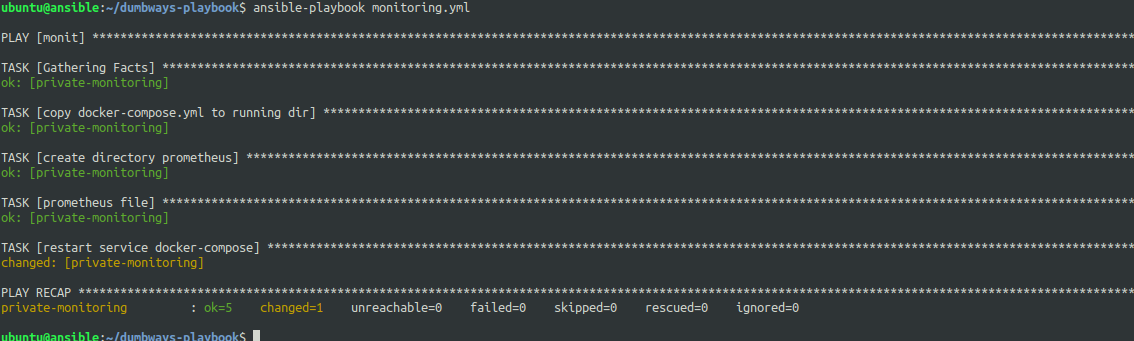 ubuntu@ansible:~/dumbways-playbook$ ansible-playbook monitoring.yml
PLAY [monit] ******************************************************************************************************************************************************
TASK [Gathering Facts] ********************************************************************************************************************************************
ok: [private-monitoring]
TASK [copy docker-compose.yml to running dir] *********************************************************************************************************************
ok: [private-monitoring]
TASK [create directory prometheus] ********************************************************************************************************************************
ok: [private-monitoring]
TASK [prometheus file] ********************************************************************************************************************************************
ok: [private-monitoring]
TASK [restart service docker-compose] *****************************************************************************************************************************
changed: [private-monitoring]
PLAY RECAP ********************************************************************************************************************************************************
private-monitoring         : ok=5    changed=1    unreachable=0    failed=0    skipped=0    rescued=0    ignored=0
ubuntu@ansible:~/dumbways-playbook$